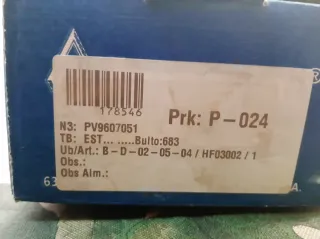 178546
Prk: P-024
N3: PV9607051
TB: EST... .....Bulto:683
Ub/Art.: B-D-02-05-04 / HF03002 / 1
Obs.:
Obs Alm.:
63
A.